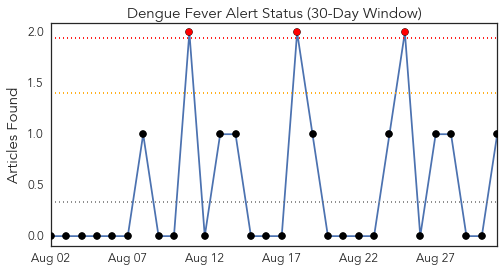 Dengue Fever Alert Status (30-Day Window)
2.0
1.5
1.0
0.5
0.0
Articles Found
Aug 02 Aug 07 Aug 12 Aug 17 Aug 22 Aug 27